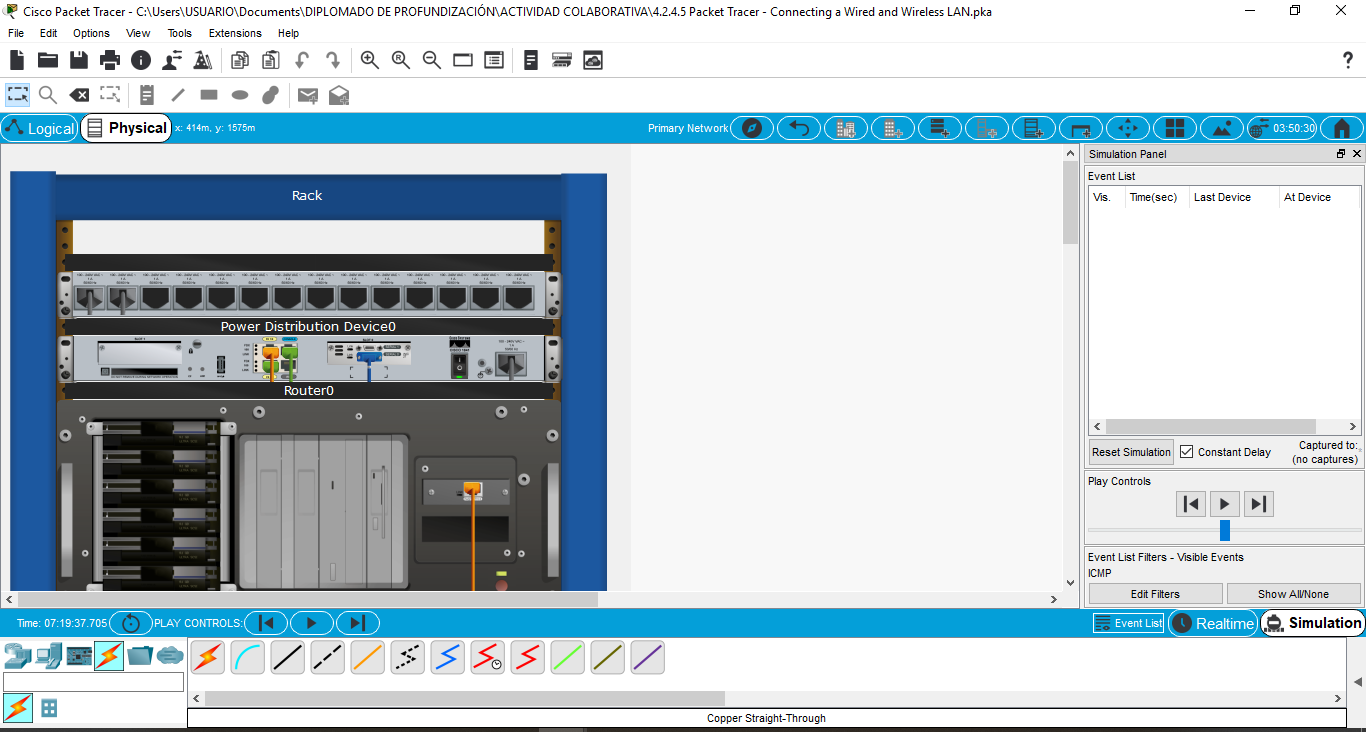 Cisco Packet Tracer - C:\Users\USUARIO\Documents\DIPLOMADO DE PROFUNDIZACIÓN\ACTIVIDAD COLABORATIVA\4.2.4.5 Packet Tracer - Connecting a Wired and Wireless LAN.pka
File Edit Options View Tools Extensions Help
Logical Physical x: 414m, y: 1575m Primary Network 03:50:30
Simulation Panel
Event List
Vis. Time(sec) Last Device At Device
Rack
Power Distribution Device0
Router0
Reset Simulation Constant Delay Captured to:
(no captures)
Play Controls
Event List Filters - Visible Events
ICMP
Edit Filters Show All/None
Time: 07:19:37.705 PLAY CONTROLS: Event List Realtime Simulation
Copper Straight-Through